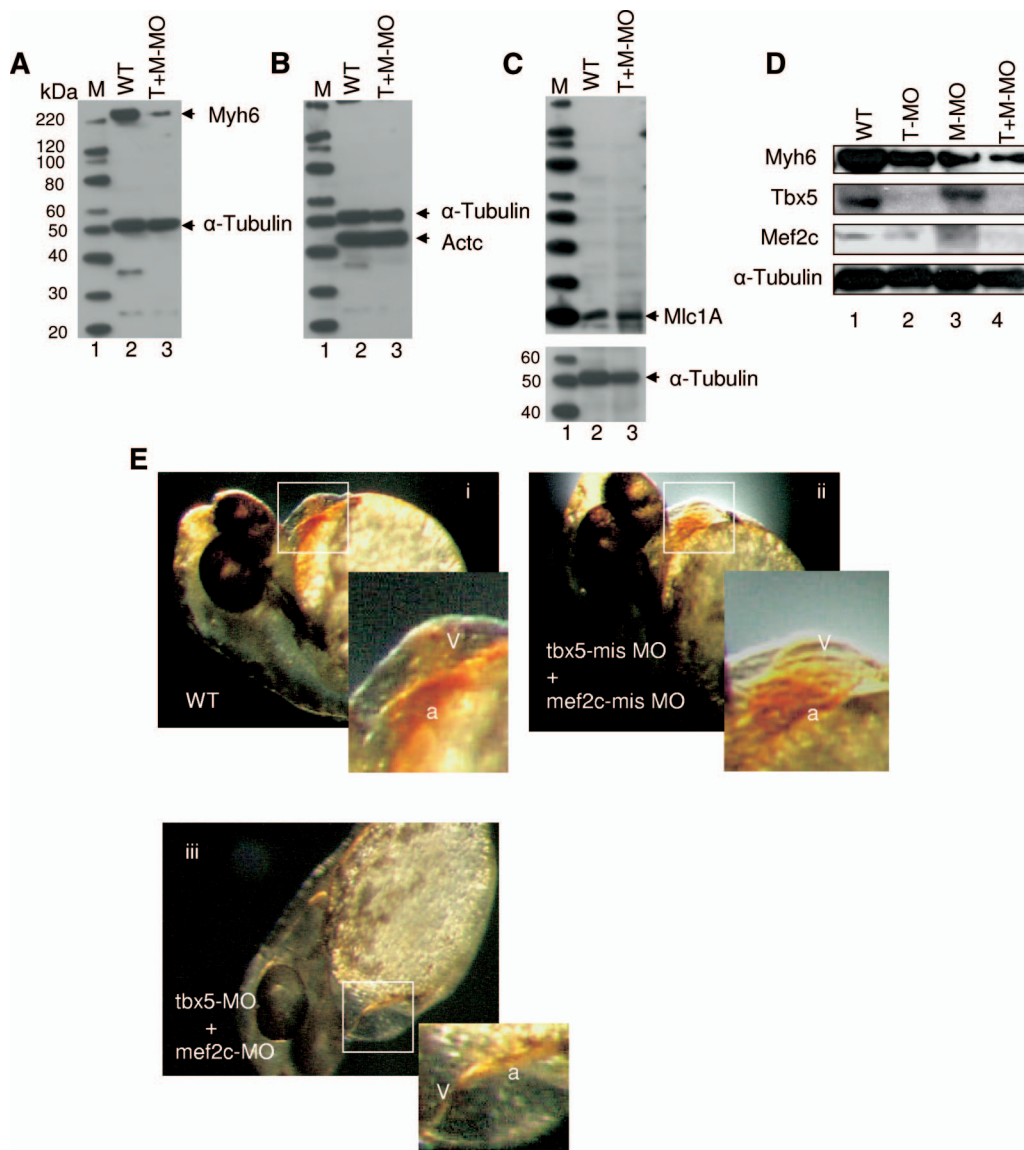 A
kDa
M
WT
T+M-MO
220
120
100
80
60
50
40
30
20
Myh6
α-Tubulin
1 2 3
B
M
WT
T+M-MO
α-Tubulin
Actc
1 2 3
C
M
WT
T+M-MO
Mlc1A
60
50
40
α-Tubulin
1 2 3
D
WT
T-MO
M-MO
T+M-MO
Myh6
Tbx5
Mef2c
α-Tubulin
1 2 3 4
E
i
WT
V
a
ii
tbx5-mis MO
+
mef2c-mis MO
V
a
iii
tbx5-MO
+
mef2c-MO
V
a